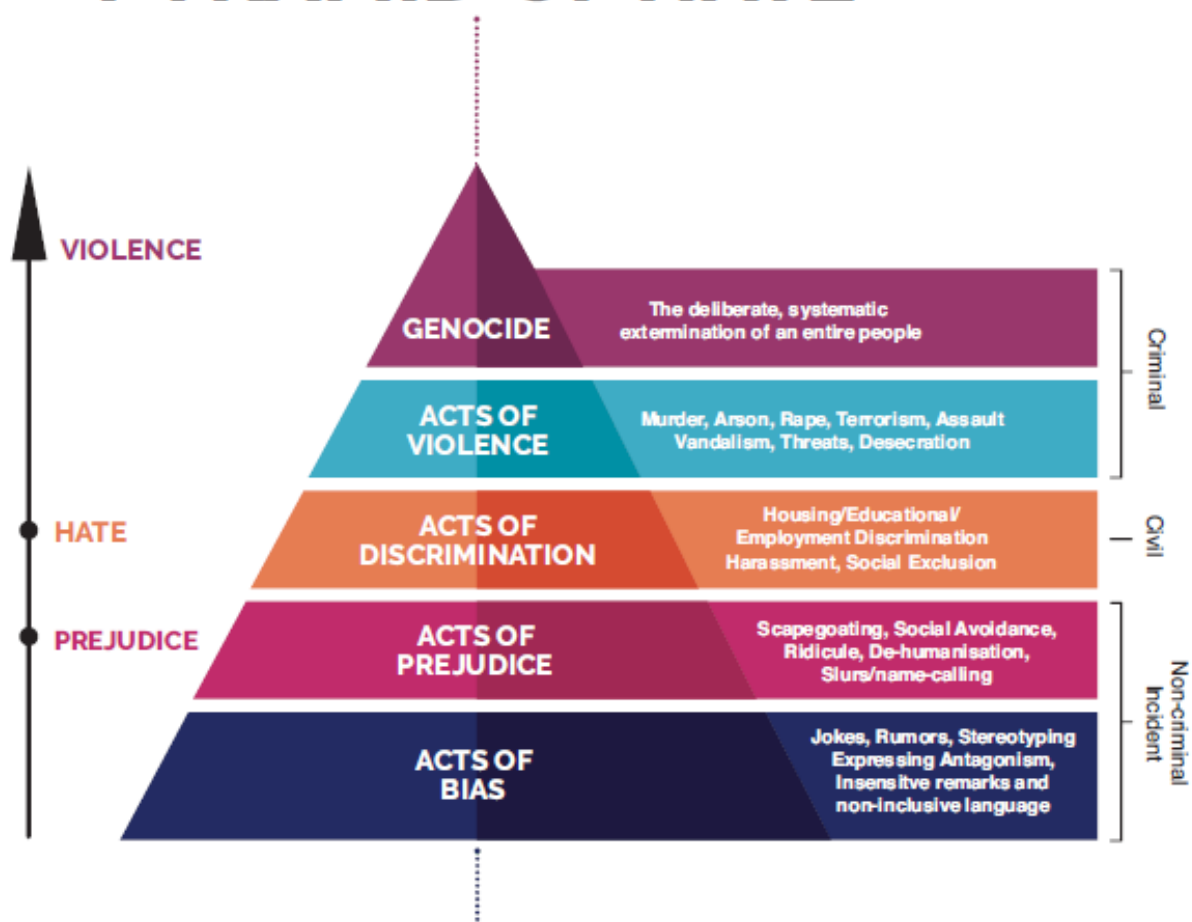 VIOLENCE
GENOCIDE
The deliberate, systematic
extermination of an entire people
Criminal
ACTS OF
VIOLENCE
Murder, Arson, Rape, Terrorism, Assault
Vandalism, Threats, Desecration
HATE
ACTS OF
DISCRIMINATION
Housing/Educational/
Employment Discrimination
Harassment, Social Exclusion
Civil
PREJUDICE
ACTS OF
PREJUDICE
Scapegoating, Social Avoidance,
Ridicule, De-humanisation,
Slurs/name-calling
Non-criminal
Incident
ACTS OF
BIAS
Jokes, Rumors, Stereotyping
Expressing Antagonism,
Insensitve remarks and
non-inclusive language